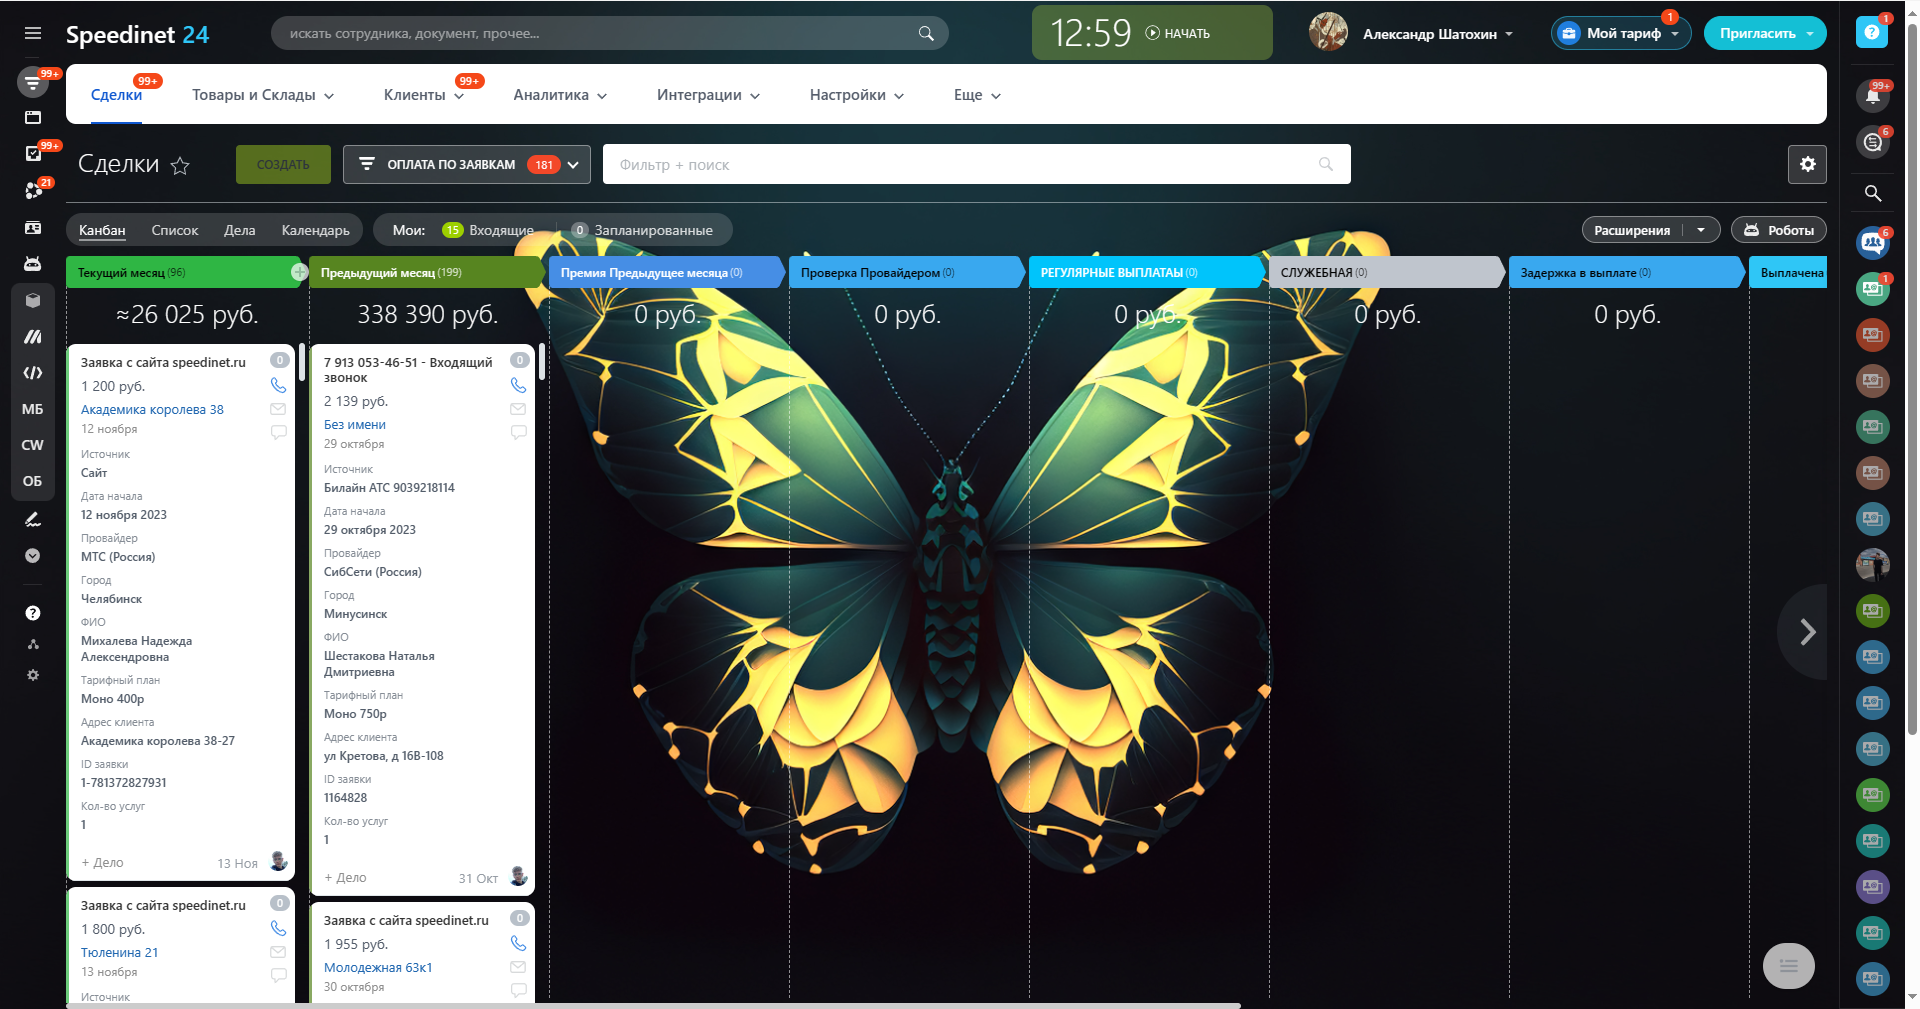 Speedinet 24
искать сотрудника, документ, прочее...
12:59 НАЧАТЬ
Александр Шатохин
Мой тариф
1
Пригласить
1
99+
Сделки
99+
Товары и Склады
Клиенты
99+
Аналитика
Интеграции
Настройки
Еще
99+
6
Сделки
СОЗДАТЬ
ОПЛАТА ПО ЗАЯВКАМ 181
Фильтр + поиск
99+
21
Канбан Список Дела Календарь
Мои: 15 Входящие 0 Запланированные
Расширения
Роботы
6
Текущий месяц (96)
Предыдущий месяц (199)
Премия Предыдущее месяца (0)
Проверка Провайдером (0)
РЕГУЛЯРНЫЕ ВЫПЛАТАЫ (0)
СЛУЖЕБНАЯ (0)
Задержка в выплате (0)
Выплачена
1
≈26 025 руб.
338 390 руб.
0 руб.
0 руб.
0 руб.
0 руб.
0 руб.
МБ
CW
ОБ
Заявка с сайта speedinet.ru
0
1 200 руб.
Академика королева 38
12 ноября
Источник
Сайт
Дата начала
12 ноября 2023
Провайдер
МТС (Россия)
Город
Челябинск
ФИО
Михалева Надежда
Алексендровна
Тарифный план
Моно 400р
Адрес клиента
Академика королева 38-27
ID заявки
1-781372827931
Кол-во услуг
1
+ Дело
13 Ноя
Заявка с сайта speedinet.ru
0
1 800 руб.
Тюленина 21
13 ноября
Источник
7 913 053-46-51 - Входящий
звонок
0
2 139 руб.
Без имени
29 октября
Источник
Билайн АТС 9039218114
Дата начала
29 октября 2023
Провайдер
СибСети (Россия)
Город
Минусинск
ФИО
Шестакова Наталья
Дмитриевна
Тарифный план
Моно 750р
Адрес клиента
ул Кретова, д 16В-108
ID заявки
1164828
Кол-во услуг
1
+ Дело
31 Окт
Заявка с сайта speedinet.ru
0
1 955 руб.
Молодежная 63к1
30 октября